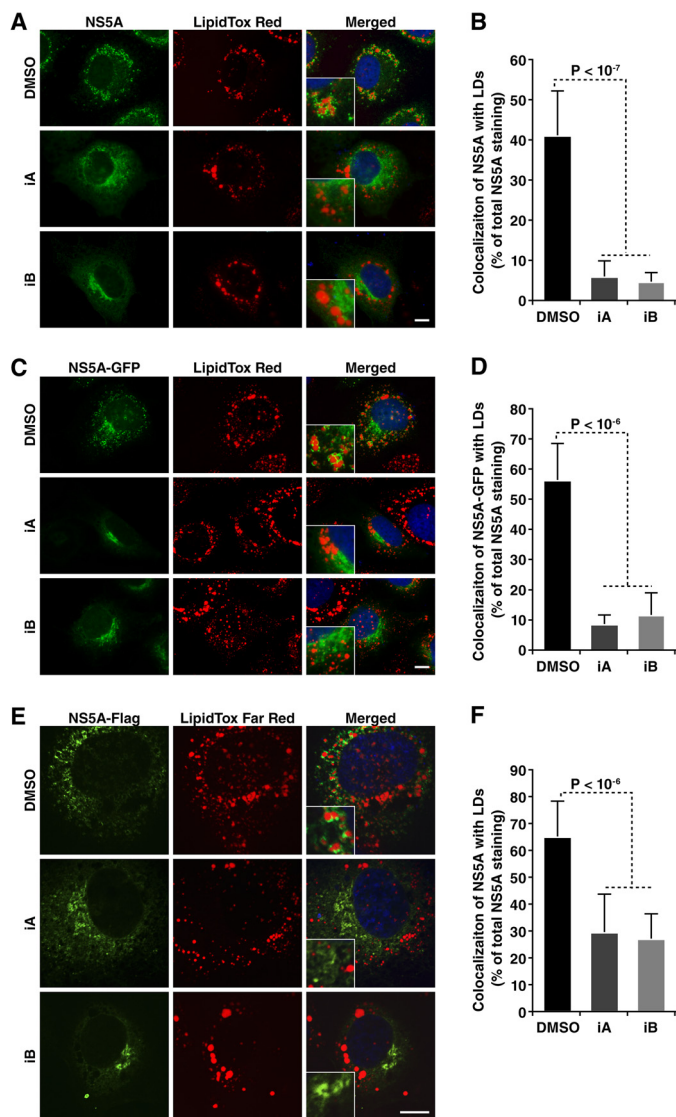 A
NS5A
LipidTox Red
Merged
DMSO
iA
iB
B
Colocalizaiton of NS5A with LDs
(% of total NS5A staining)
60
50
40
30
20
10
0
P < 10-7
DMSO
iA
iB
C
NS5A-GFP
LipidTox Red
Merged
DMSO
iA
iB
D
Colocalizaiton of NS5A-GFP with LDs
(% of total NS5A staining)
80
70
60
50
40
30
20
10
0
P < 10-6
DMSO
iA
iB
E
NS5A-Flag
LipidTox Far Red
Merged
DMSO
iA
iB
F
Colocalizaiton of NS5A with LDs
(% of total NS5A staining)
90
80
70
60
50
40
30
20
10
0
P < 10-6
DMSO
iA
iB